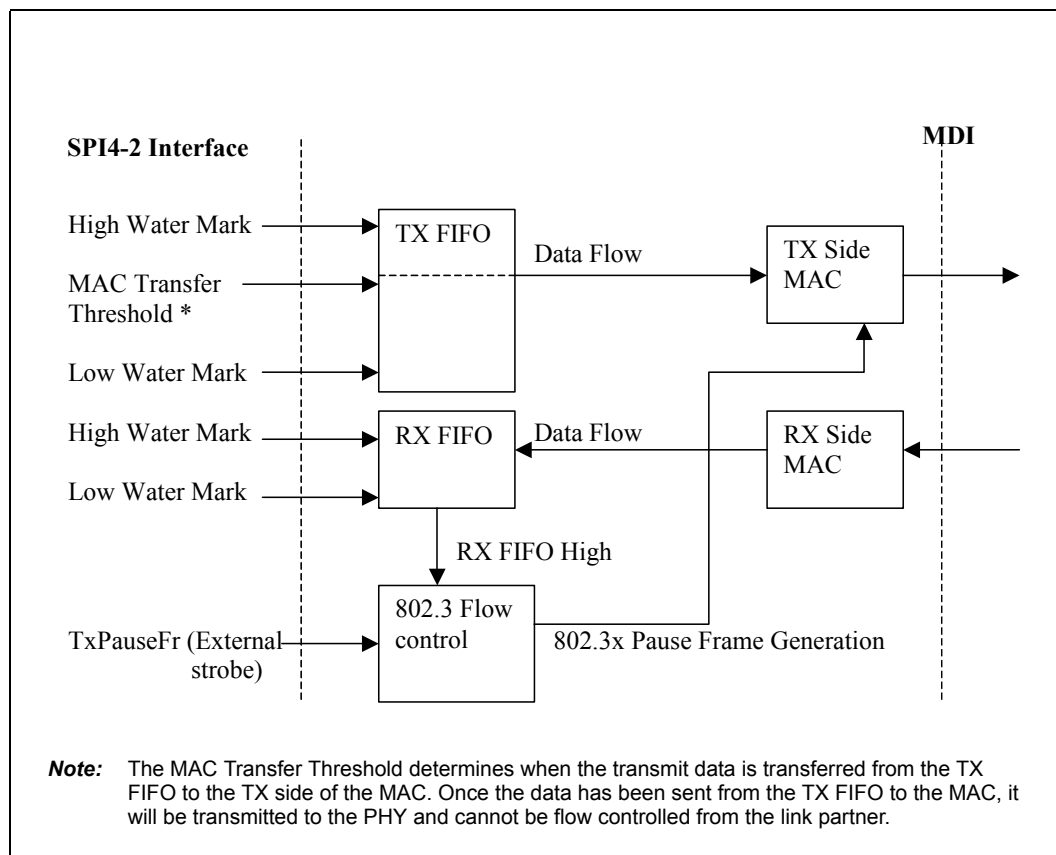 SPI4-2 Interface
MDI
High Water Mark
TX FIFO
Data Flow
TX Side
MAC
MAC Transfer
Threshold *
Low Water Mark
High Water Mark
RX FIFO
Data Flow
RX Side
MAC
Low Water Mark
RX FIFO High
802.3 Flow
control
TxPauseFr (External
strobe)
802.3x Pause Frame Generation
Note: The MAC Transfer Threshold determines when the transmit data is transferred from the TX
FIFO to the TX side of the MAC. Once the data has been sent from the TX FIFO to the MAC, it
will be transmitted to the PHY and cannot be flow controlled from the link partner.